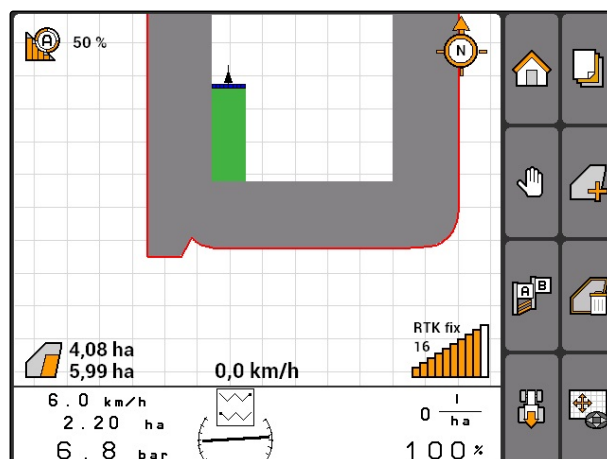 A
50 %
N
A B
RTK fix
16
4,08 ha
5,99 ha
0,0 km/h
6.0 km/h
2.20 ha
6.8 bar
0 l
ha
100%